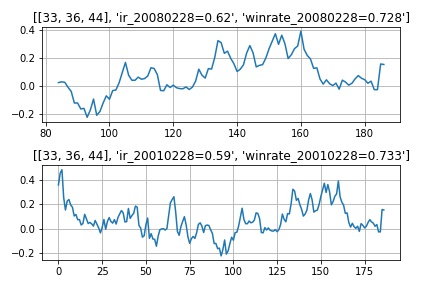 [[33, 36, 44], 'ir_20080228=0.62', 'winrate_20080228=0.728']
0.4
0.2
0.0
−0.2
80 100 120 140 160 180
[[33, 36, 44], 'ir_20010228=0.59', 'winrate_20010228=0.733']
0.4
0.2
0.0
−0.2
0 25 50 75 100 125 150 175